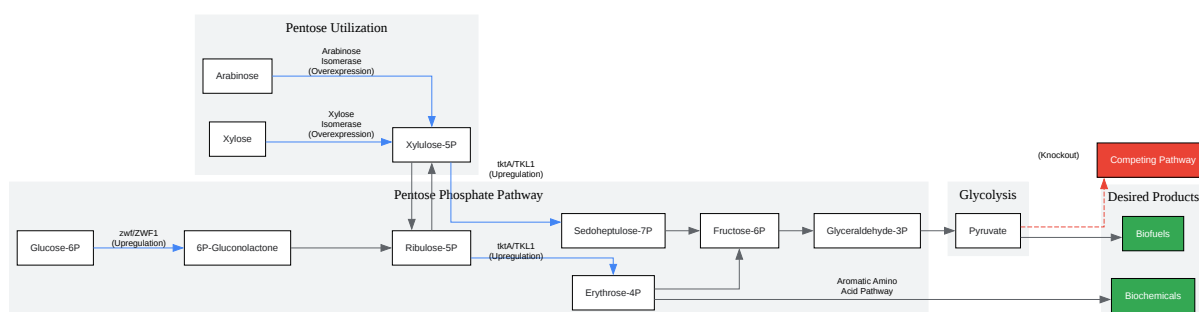 Pentose Utilization
Arabinose
Isomerase
(Overexpression)
Arabinose
Xylose
Isomerase
(Overexpression)
Xylose
Xylulose-5P
tktA/TKL1
(Upregulation)
(Knockout)
Competing Pathway
Pentose Phosphate Pathway
Glycolysis
Desired Products
zwf/ZWF1
(Upregulation)
Glucose-6P
6P-Gluconolactone
Ribulose-5P
tktA/TKL1
(Upregulation)
Sedoheptulose-7P
Fructose-6P
Glyceraldehyde-3P
Pyruvate
Biofuels
Erythrose-4P
Aromatic Amino
Acid Pathway
Biochemicals